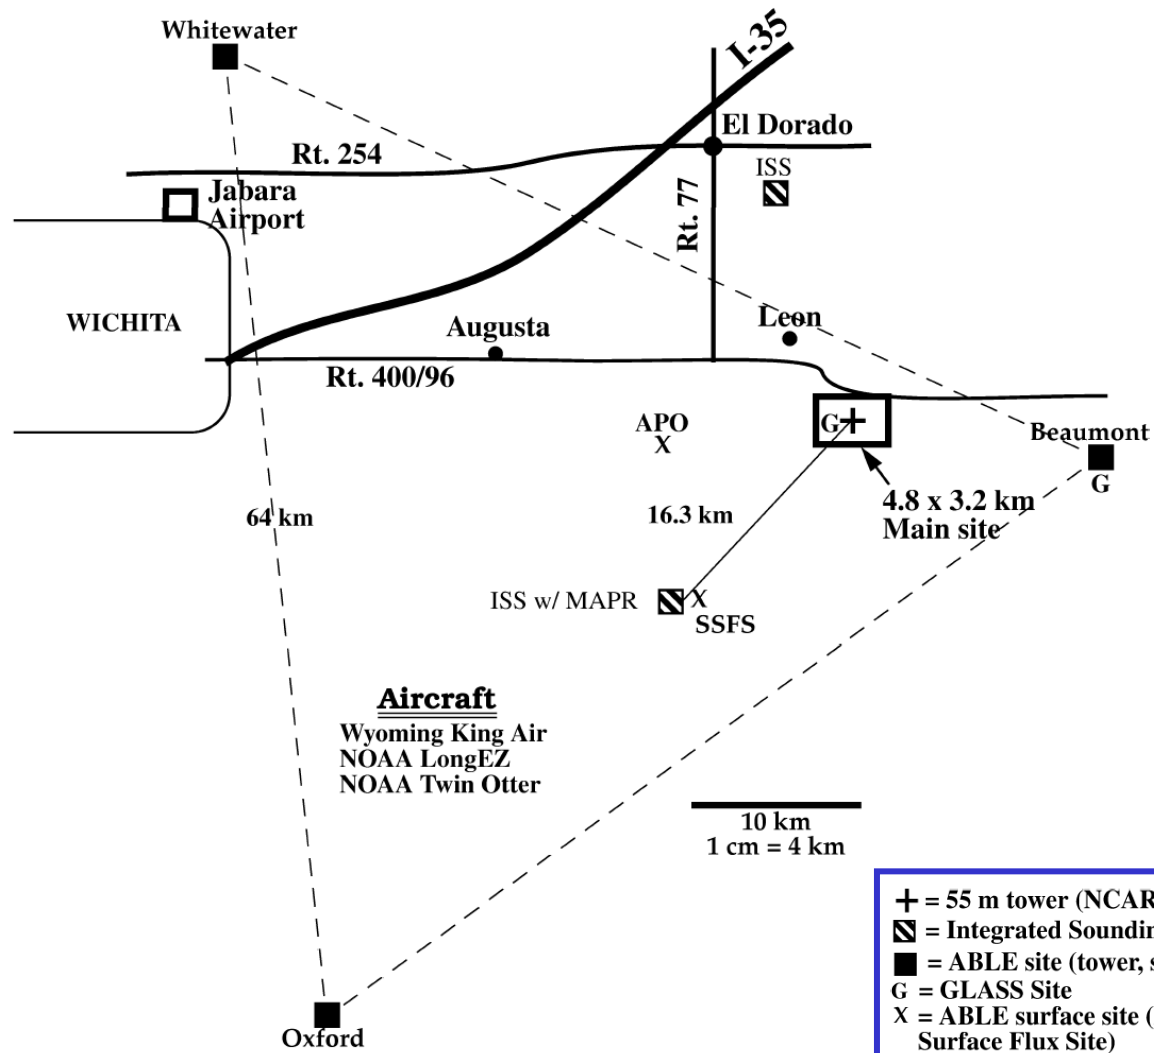 Whitewater
I-35
El Dorado
Rt. 254
ISS
Jabara
Airport
Rt. 77
WICHITA
Augusta
Leon
Rt. 400/96
APO
X
G
Beaumont
G
4.8 x 3.2 km
Main site
64 km
16.3 km
ISS w/ MAPR
X
SSFS
Aircraft
Wyoming King Air
NOAA LongEZ
NOAA Twin Otter
10 km
1 cm = 4 km
Oxford
= 55 m tower (NCAR
= Integrated Soundin
= ABLE site (tower, s
G = GLASS Site
X = ABLE surface site (
Surface Flux Site)